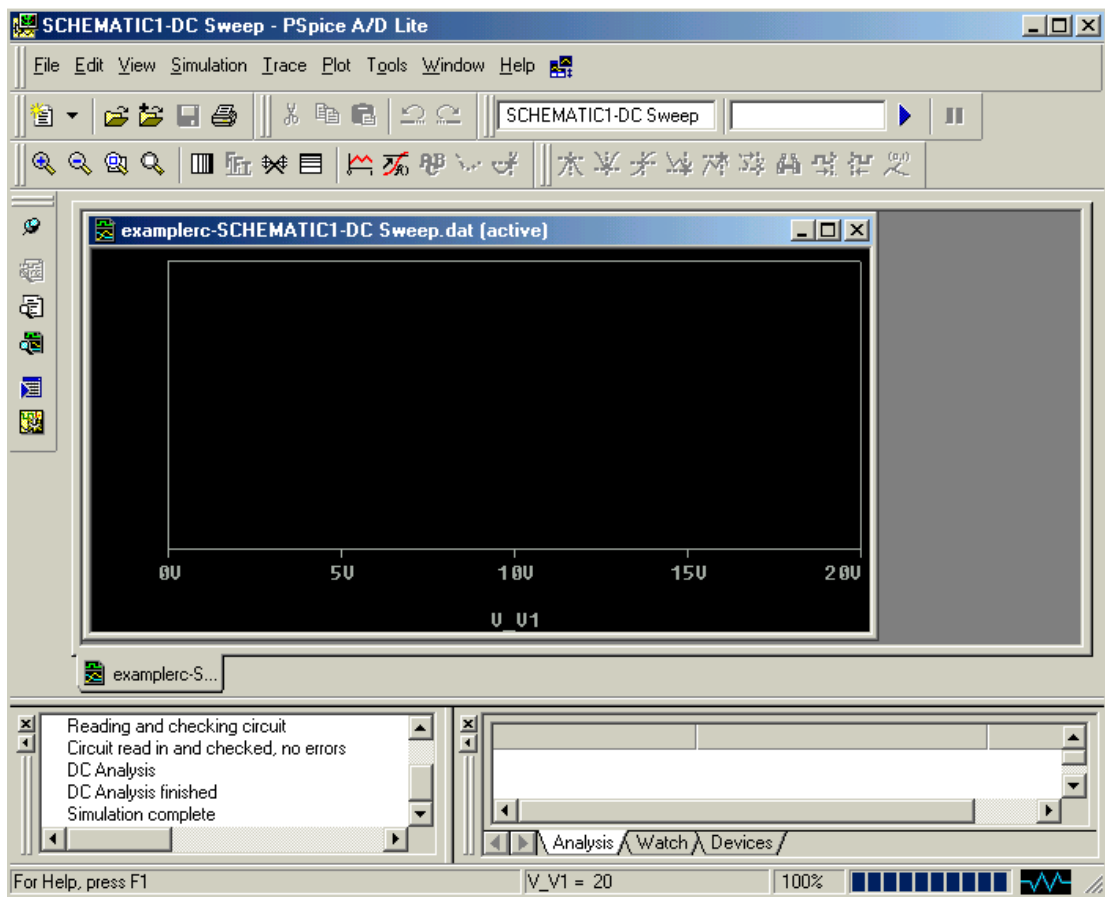 SCHEMATIC1-DC Sweep - PSpice A/D Lite
File Edit View Simulation Trace Plot Tools Window Help
SCHEMATIC1-DC Sweep
examplerc-SCHEMATIC1-DC Sweep.dat (active)
0V 5V 10V 15V 20V
V_V1
examplerc-S...
Reading and checking circuit
Circuit read in and checked, no errors
DC Analysis
DC Analysis finished
Simulation complete
Analysis Watch Devices
For Help, press F1 V_V1 = 20 100%